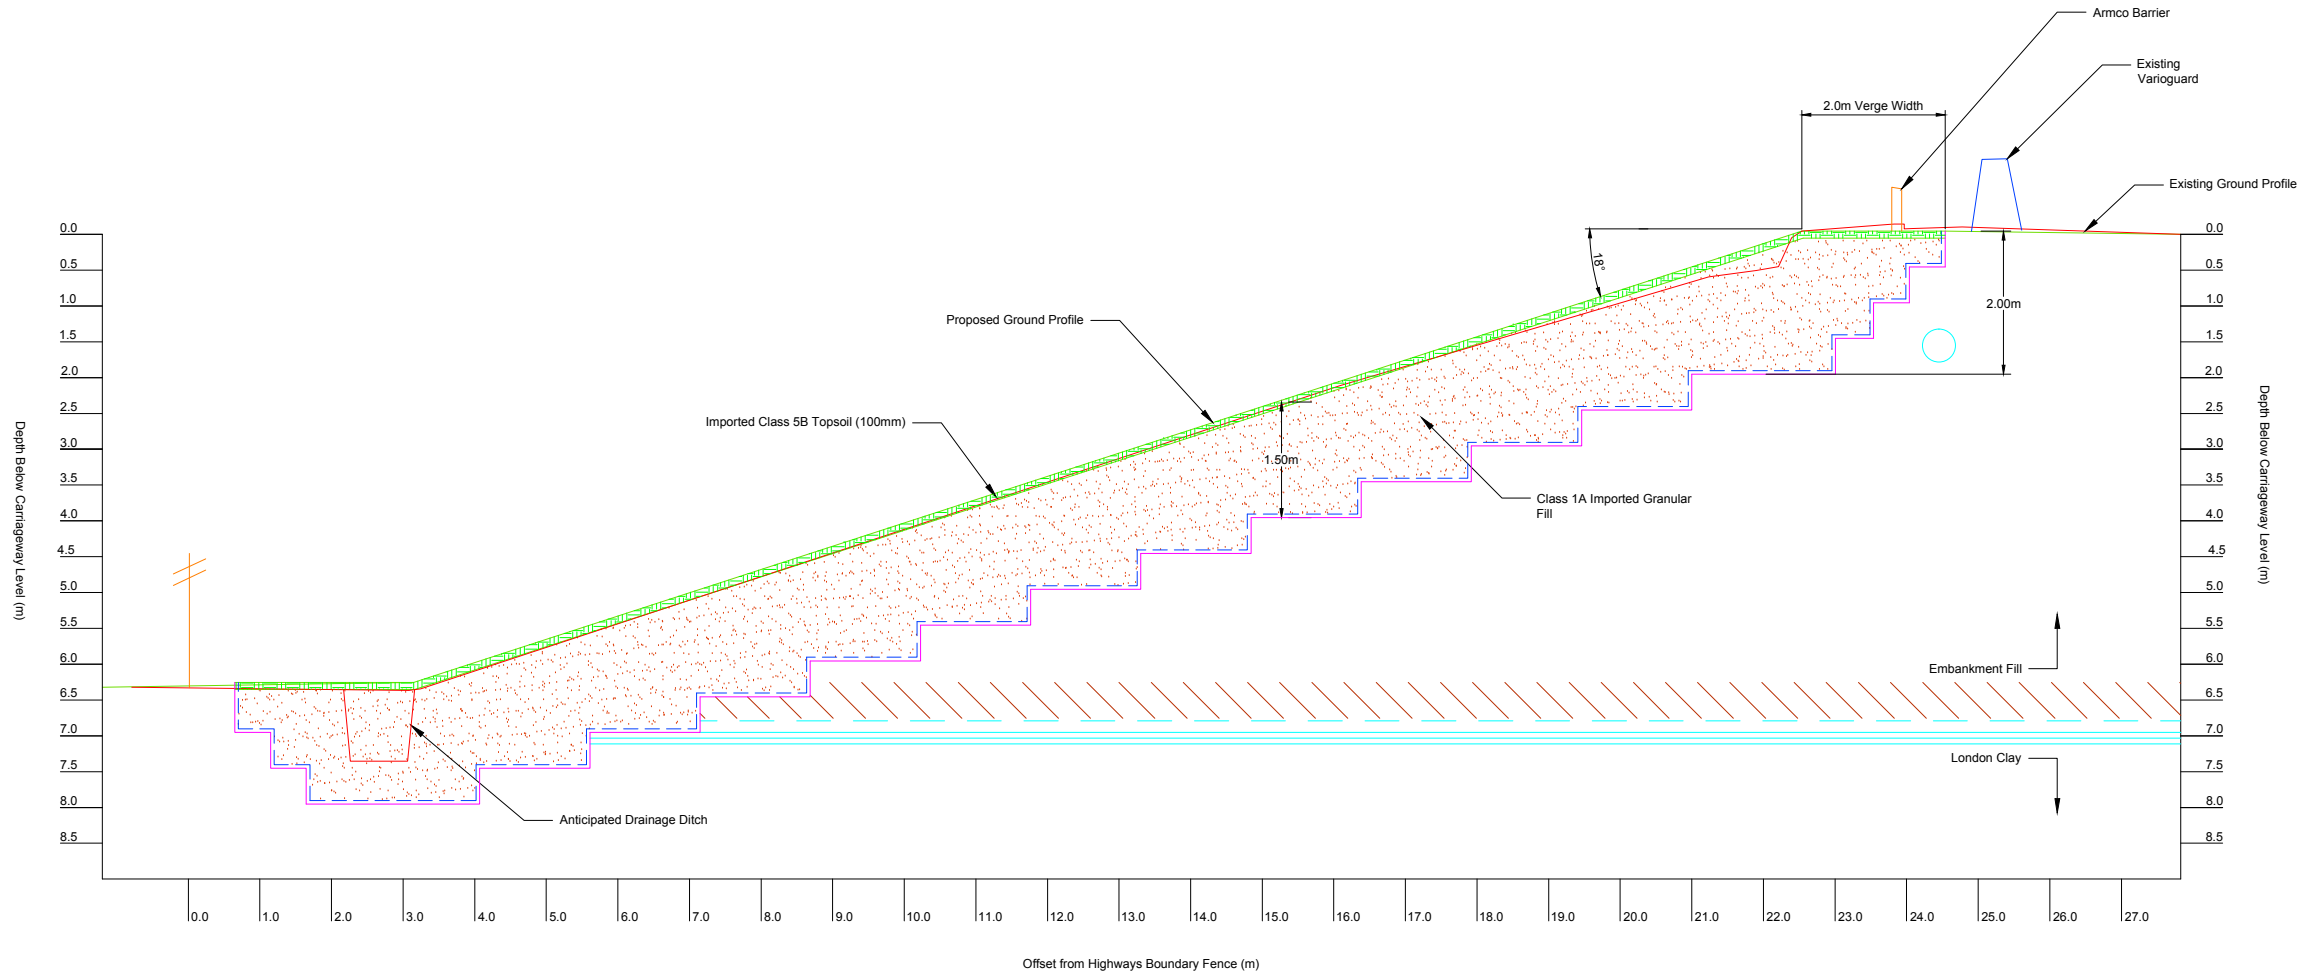 Armco Barrier
Existing
Varioguard
2.0m Verge Width
Existing Ground Profile
0.0
0.5
1.0
1.5
2.0
2.5
3.0
3.5
4.0
4.5
5.0
5.5
6.0
6.5
7.0
7.5
8.0
8.5
Depth Below Carriageway Level (m)
18°
2.00m
Proposed Ground Profile
Imported Class 5B Topsoil (100mm)
1.50m
Class 1A Imported Granular
Fill
Embankment Fill
London Clay
Anticipated Drainage Ditch
0.0
0.5
1.0
1.5
2.0
2.5
3.0
3.5
4.0
4.5
5.0
5.5
6.0
6.5
7.0
7.5
8.0
8.5
Depth Below Carriageway Level (m)
0.0 1.0 2.0 3.0 4.0 5.0 6.0 7.0 8.0 9.0 10.0 11.0 12.0 13.0 14.0 15.0 16.0 17.0 18.0 19.0 20.0 21.0 22.0 23.0 24.0 25.0 26.0 27.0
Offset from Highways Boundary Fence (m)